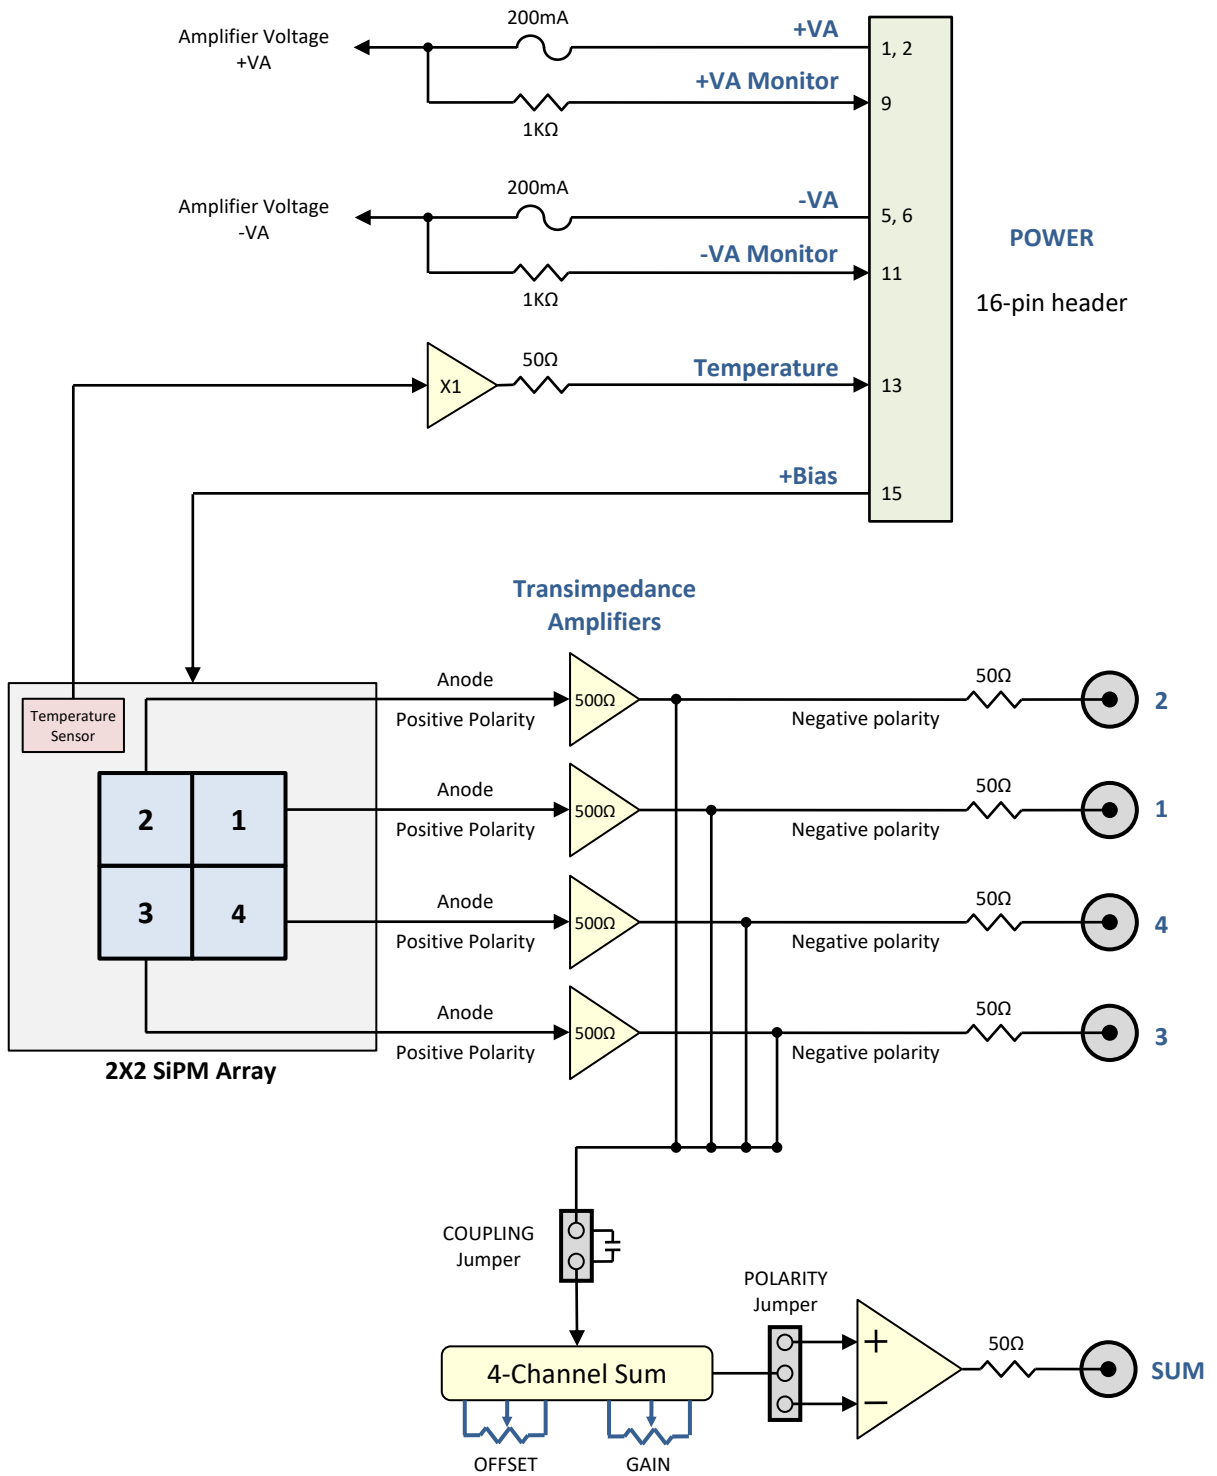 200mA
+VA
Amplifier Voltage
+VA
1, 2
+VA Monitor
9
1KΩ
200mA
-VA
Amplifier Voltage
-VA
5, 6
POWER
-VA Monitor
11
1KΩ
16-pin header
50Ω
Temperature
X1
13
+Bias
15
Transimpedance
Amplifiers
Temperature
Sensor
Anode
Positive Polarity
500Ω
Negative polarity
50Ω
2
2
1
Anode
Positive Polarity
500Ω
Negative polarity
50Ω
1
3
4
Anode
Positive Polarity
500Ω
Negative polarity
50Ω
4
Anode
Positive Polarity
500Ω
Negative polarity
50Ω
3
2X2 SiPM Array
COUPLING
Jumper
POLARITY
Jumper
4-Channel Sum
+
−
50Ω
SUM
OFFSET
GAIN